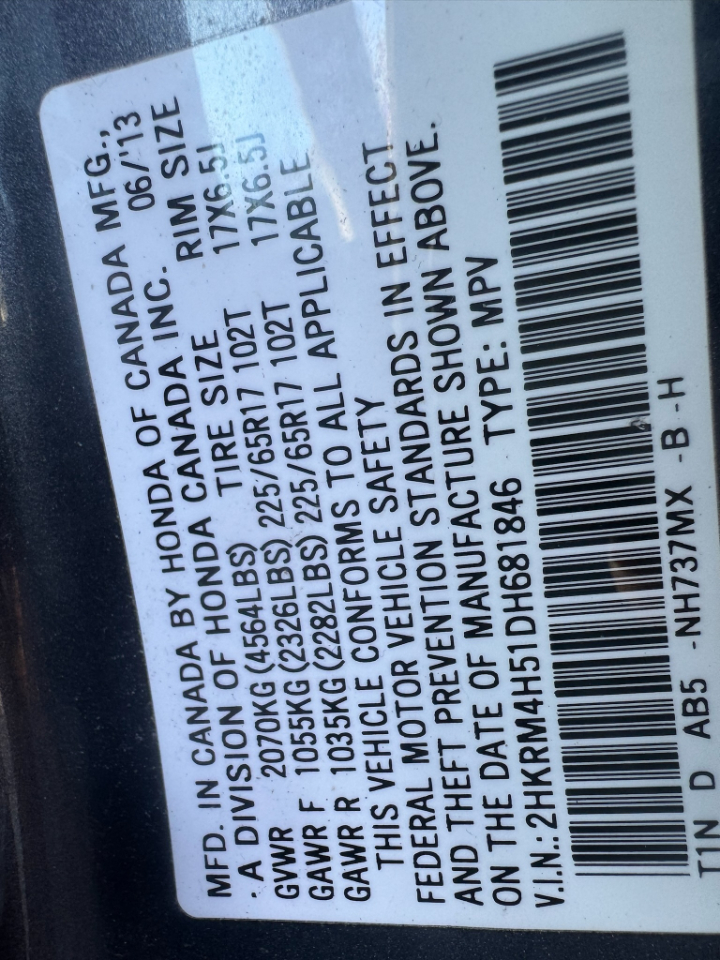 MFD. IN CANADA BY HONDA OF CANADA MFG.,
A DIVISION OF HONDA CANADA INC. 06/'13
TIRE SIZE RIM SIZE
GVWR 2070KG (4564LBS)
GAWR F 1055KG (2326LBS) 225/65R17 102T 17X6.5J
GAWR R 1035KG (2282LBS) 225/65R17 102T 17X6.5J
THIS VEHICLE CONFORMS TO ALL APPLICABLE
FEDERAL MOTOR VEHICLE SAFETY
AND THEFT PREVENTION STANDARDS IN EFFECT
ON THE DATE OF MANUFACTURE SHOWN ABOVE.
V.I.N.: 2HKRM4H51DH681846 TYPE: MPV
T1N D AB5 -NH737MX -B -H